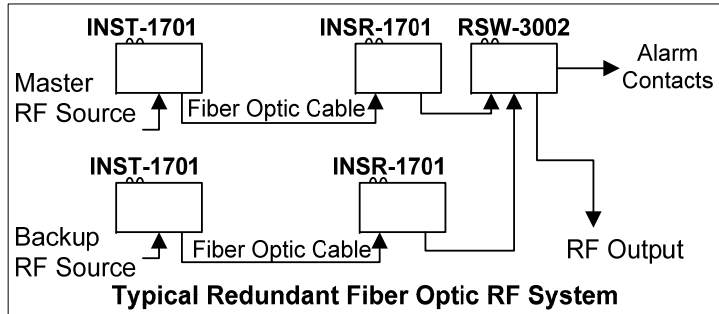 INST-1701
INSR-1701
RSW-3002
Master
RF Source
Fiber Optic Cable
Alarm
Contacts
INST-1701
INSR-1701
Backup
RF Source
Fiber Optic Cable
RF Output
Typical Redundant Fiber Optic RF System